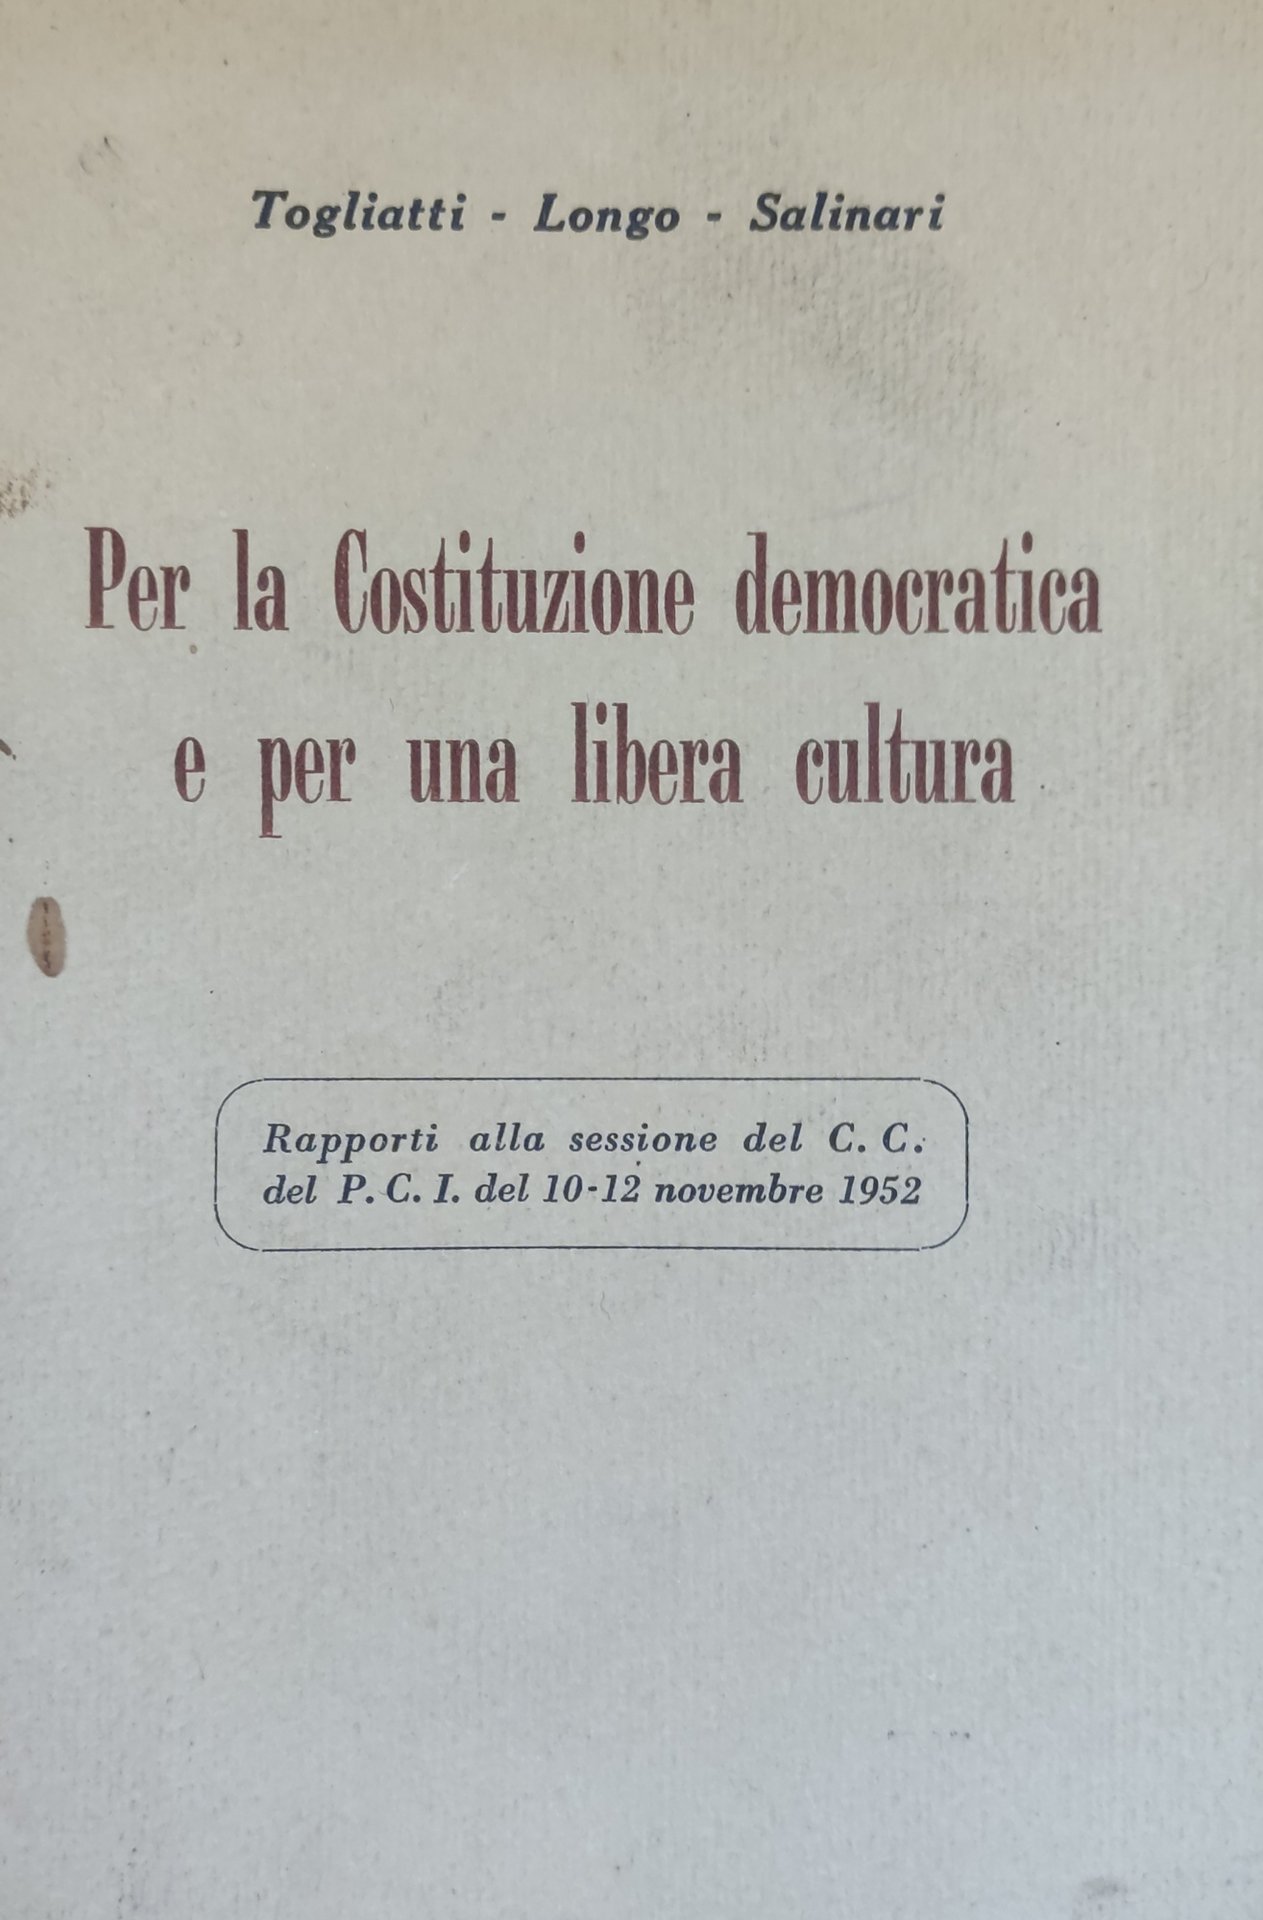 Togliatti - Longo - Salinari
Per la Costituzione democratica
e per una libera cultura
Rapporti alla sessione del C. C.
del P. C. I. del 10-12 novembre 1952